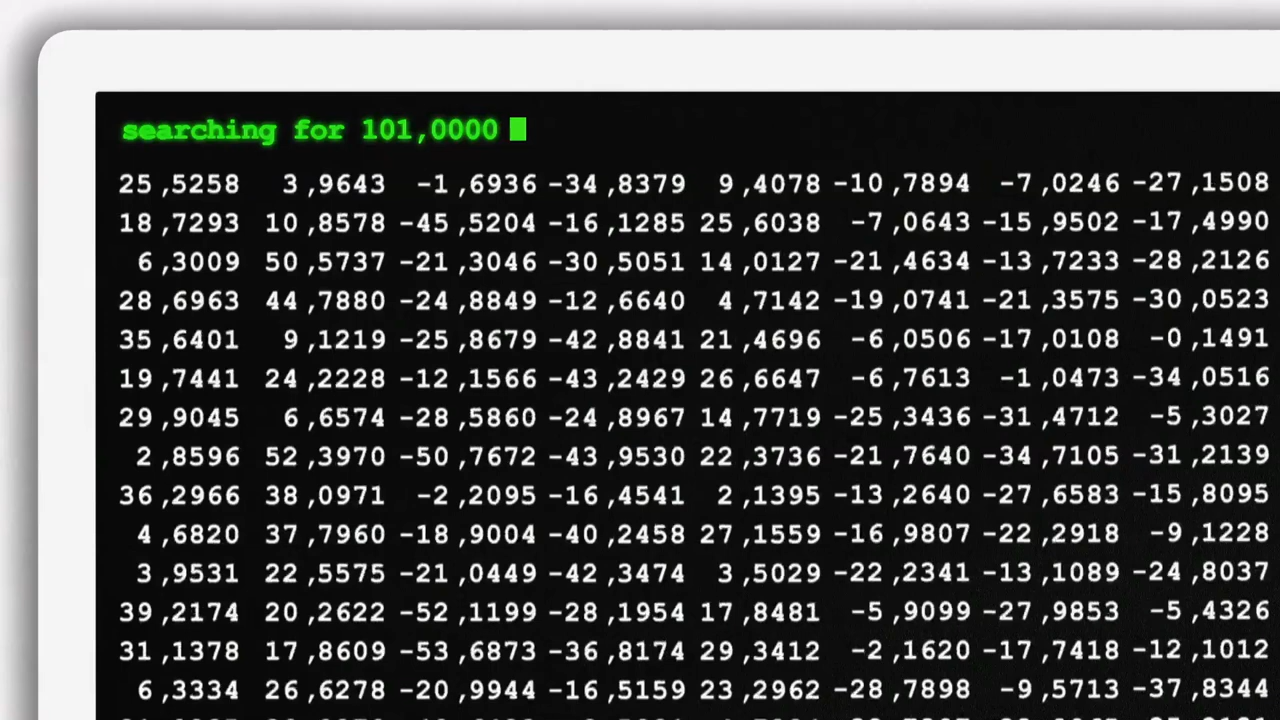 searching for 101,0000
25,5258 3,9643 -1,6936 -34,8379 9,4078 -10,7894 -7,0246 -27,1508
18,7293 10,8578 -45,5204 -16,1285 25,6038 -7,0643 -15,9502 -17,4990
6,3009 50,5737 -21,3046 -30,5051 14,0127 -21,4634 -13,7233 -28,2126
28,6963 44,7880 -24,8849 -12,6640 4,7142 -19,0741 -21,3575 -30,0523
35,6401 9,1219 -25,8679 -42,8841 21,4696 -6,0506 -17,0108 -0,1491
19,7441 24,2228 -12,1566 -43,2429 26,6647 -6,7613 -1,0473 -34,0516
29,9045 6,6574 -28,5860 -24,8967 14,7719 -25,3436 -31,4712 -5,3027
2,8596 52,3970 -50,7672 -43,9530 22,3736 -21,7640 -34,7105 -31,2139
36,2966 38,0971 -2,2095 -16,4541 2,1395 -13,2640 -27,6583 -15,8095
4,6820 37,7960 -18,9004 -40,2458 27,1559 -16,9807 -22,2918 -9,1228
3,9531 22,5575 -21,0449 -42,3474 3,5029 -22,2341 -13,1089 -24,8037
39,2174 20,2622 -52,1199 -28,1954 17,8481 -5,9099 -27,9853 -5,4326
31,1378 17,8609 -53,6873 -36,8174 29,3412 -2,1620 -17,7418 -12,1012
6,3334 26,6278 -20,9944 -16,5159 23,2962 -28,7898 -9,5713 -37,8344